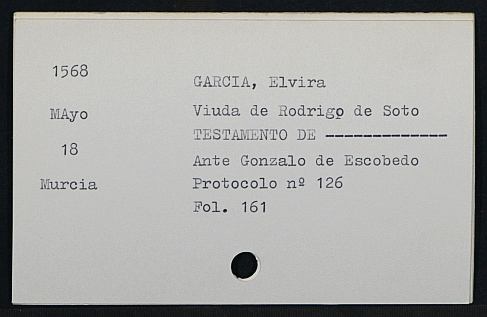 1568
MAyo
18
Murcia
GARCIA, Elvira
Viuda de Rodrigo de Soto
TESTAMENTO DE -------------
Ante Gonzalo de Escobedo
Protocolo nº 126
Fol. 161